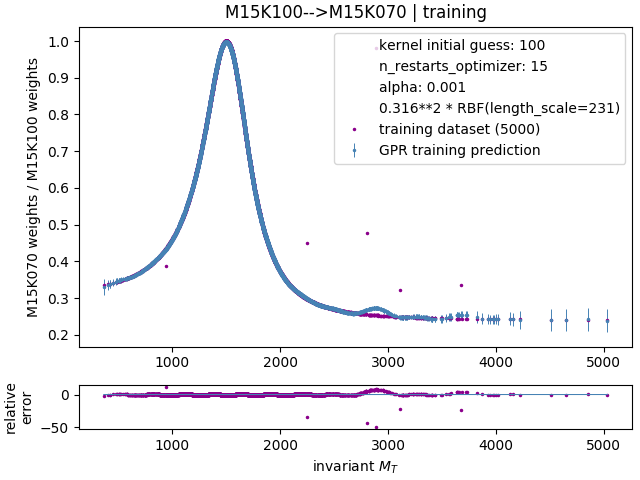 M15K100-->M15K070 | training
kernel initial guess: 100
n_restarts_optimizer: 15
alpha: 0.001
0.316**2 * RBF(length_scale=231)
training dataset (5000)
GPR training prediction
M15K070 weights / M15K100 weights
1.0
0.9
0.8
0.7
0.6
0.5
0.4
0.3
0.2
1000 2000 3000 4000 5000
relative
error
0
−50
1000 2000 3000 4000 5000
invariant M_T